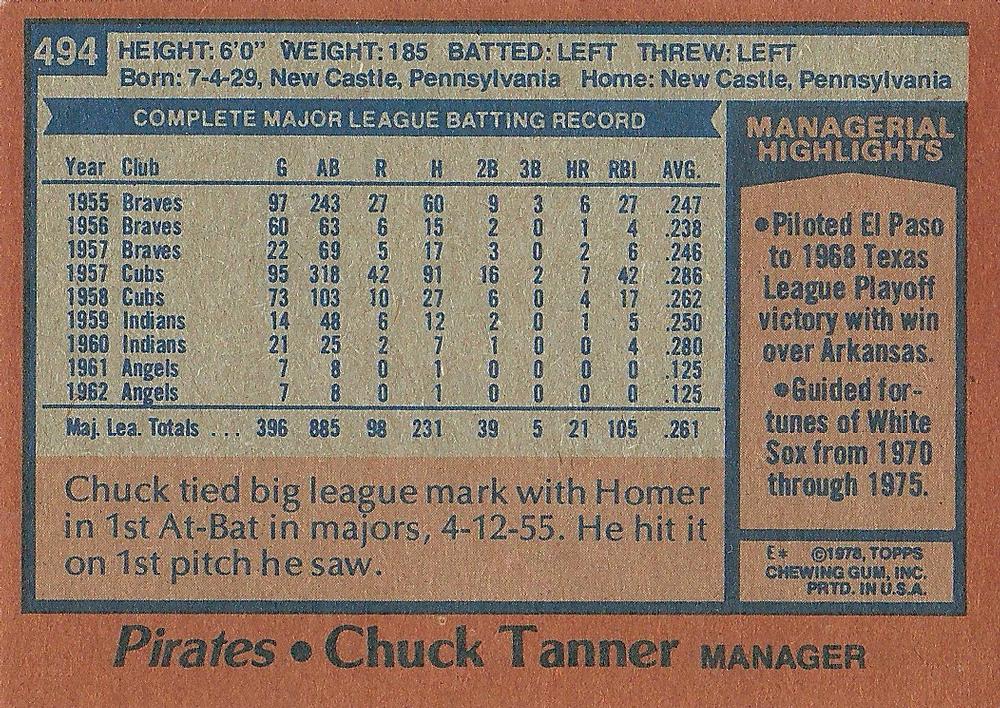 494
HEIGHT: 6'0" WEIGHT: 185 BATTED: LEFT THREW: LEFT
Born: 7-4-29, New Castle, Pennsylvania Home: New Castle, Pennsylvania
COMPLETE MAJOR LEAGUE BATTING RECORD
Year Club G AB R H 2B 3B HR RBI AVG.
1955 Braves 97 243 27 60 9 3 6 27 .247
1956 Braves 60 63 6 15 2 0 1 4 .238
1957 Braves 22 69 5 17 3 0 2 6 .246
1957 Cubs 95 318 42 91 16 2 7 42 .286
1958 Cubs 73 103 10 27 6 0 4 17 .262
1959 Indians 14 48 6 12 2 0 1 5 .250
1960 Indians 21 25 2 7 1 0 0 4 .280
1961 Angels 7 8 0 1 0 0 0 0 .125
1962 Angels 7 8 0 1 0 0 0 0 .125
Maj. Lea. Totals ... 396 885 98 231 39 5 21 105 .261
Chuck tied big league mark with Homer
in 1st At-Bat in majors, 4-12-55. He hit it
on 1st pitch he saw.
MANAGERIAL
HIGHLIGHTS
•Piloted El Paso
to 1968 Texas
League Playoff
victory with win
over Arkansas.
•Guided for-
tunes of White
Sox from 1970
through 1975.
E* ©1978, TOPPS
CHEWING GUM, INC.
PRTD. IN U.S.A.
Pirates • Chuck Tanner MANAGER